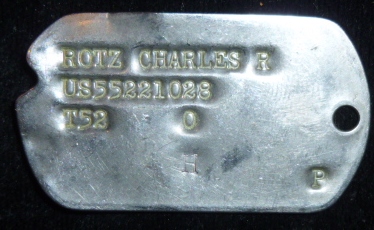 ROTZ CHARLES R
US55221028
T52 O
H
P